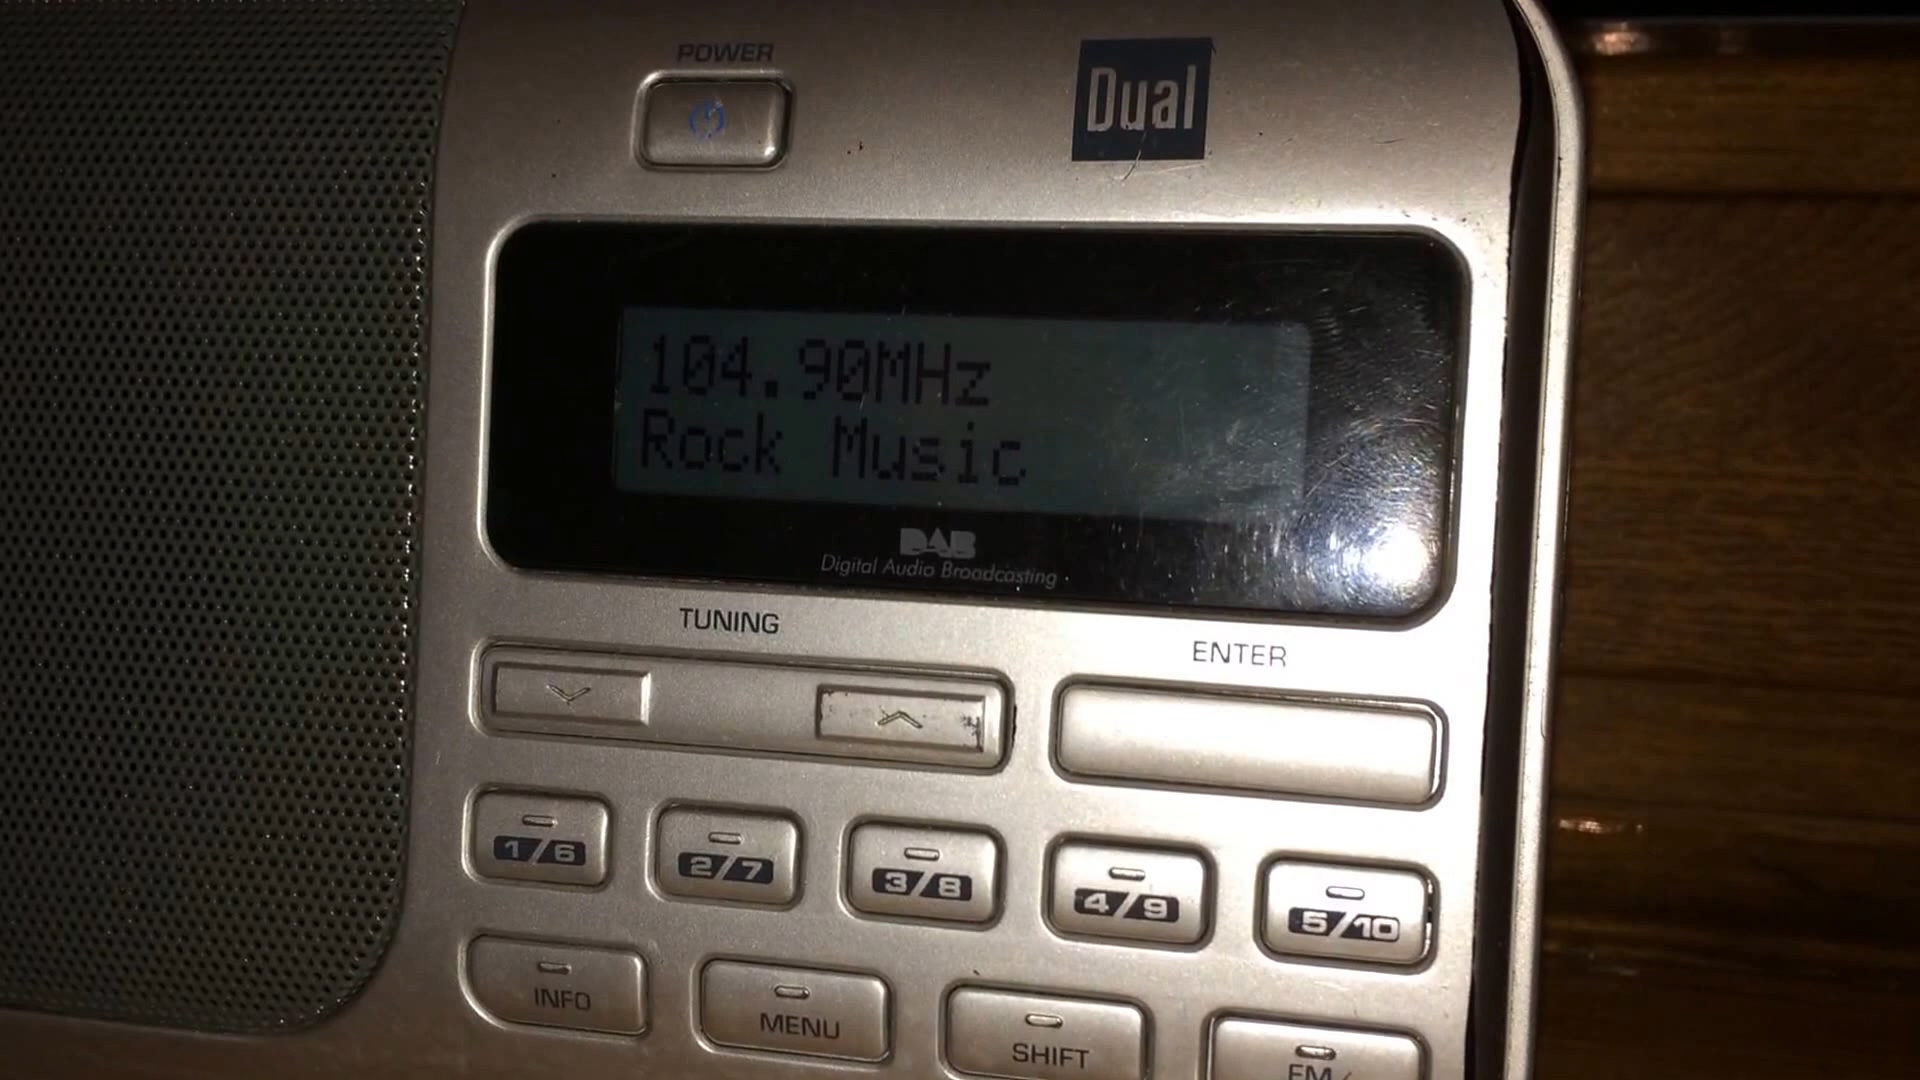 POWER
Dual
104.90MHz
Rock Music
DAB
Digital Audio Broadcasting
TUNING
ENTER
1/6
2/7
3/8
4/9
5/10
INFO
MENU
SHIFT
FM/